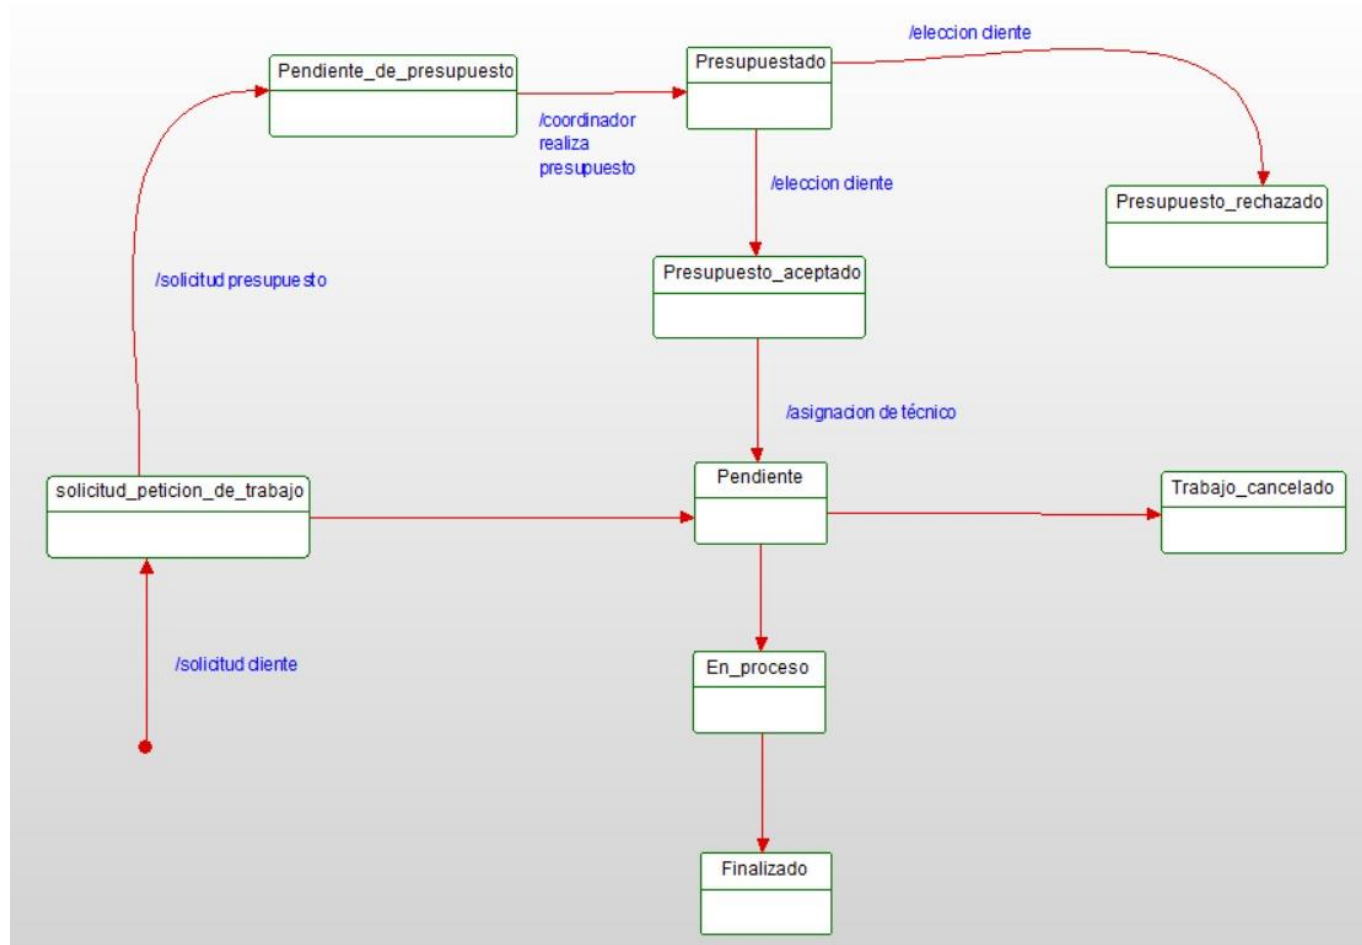 /eleccion cliente
Pendiente_de_presupuesto
Presupuestado
/coordinador
realiza
presupuesto
/eleccion cliente
Presupuesto_rechazado
Presupuesto_aceptado
/solicitud presupuesto
/asignacion de técnico
solicitud_peticion_de_trabajo
Pendiente
Trabajo_cancelado
/solicitud cliente
En_proceso
Finalizado